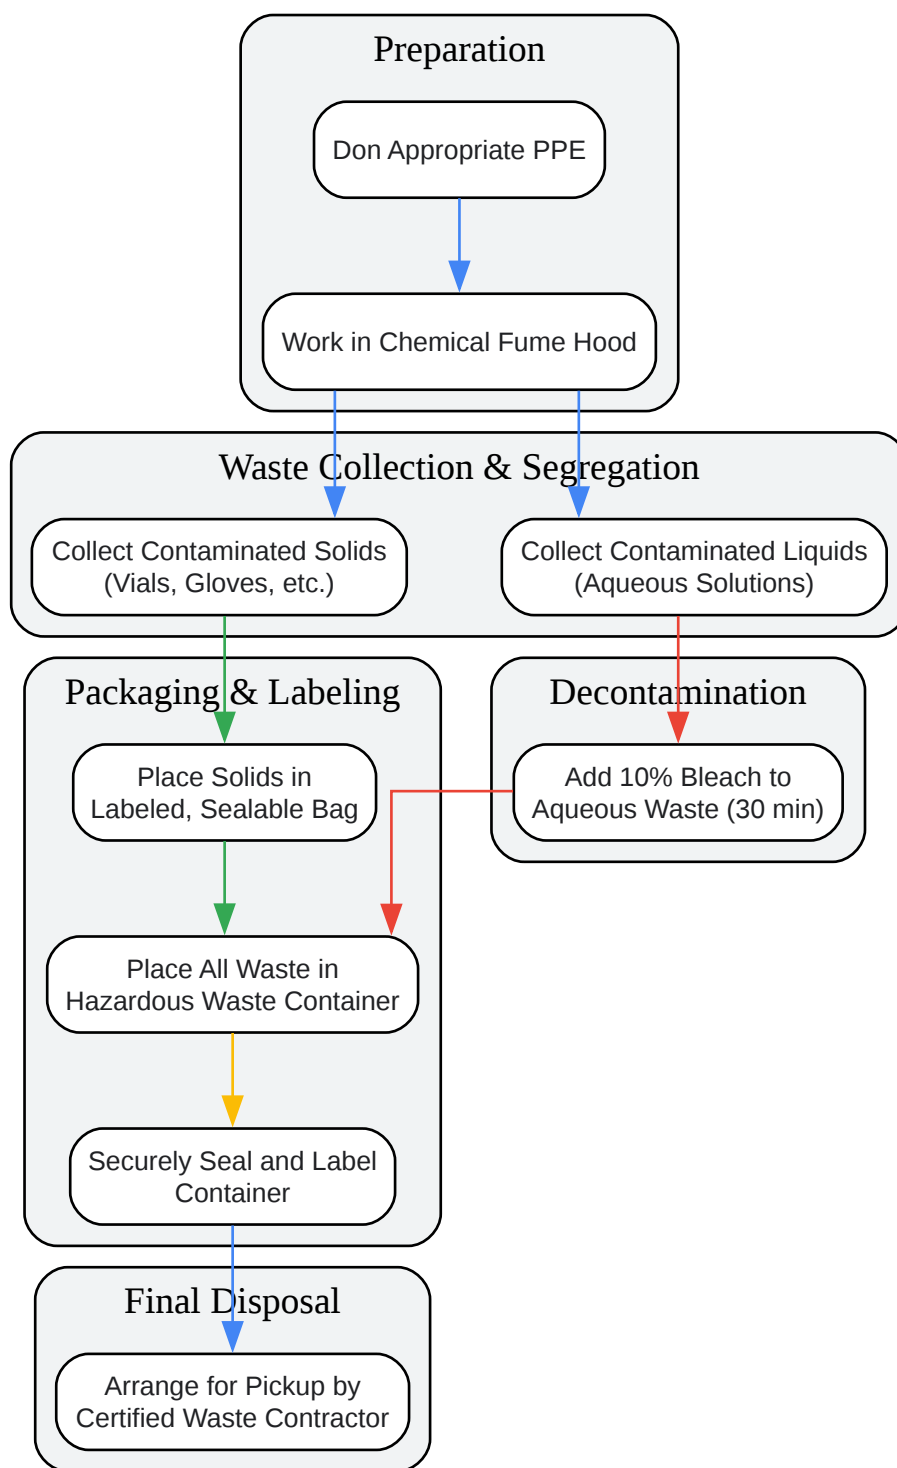 Preparation
Don Appropriate PPE
Work in Chemical Fume Hood
Waste Collection & Segregation
Collect Contaminated Solids
(Vials, Gloves, etc.)
Collect Contaminated Liquids
(Aqueous Solutions)
Packaging & Labeling
Place Solids in
Labeled, Sealable Bag
Decontamination
Add 10% Bleach to
Aqueous Waste (30 min)
Place All Waste in
Hazardous Waste Container
Securely Seal and Label
Container
Final Disposal
Arrange for Pickup by
Certified Waste Contractor